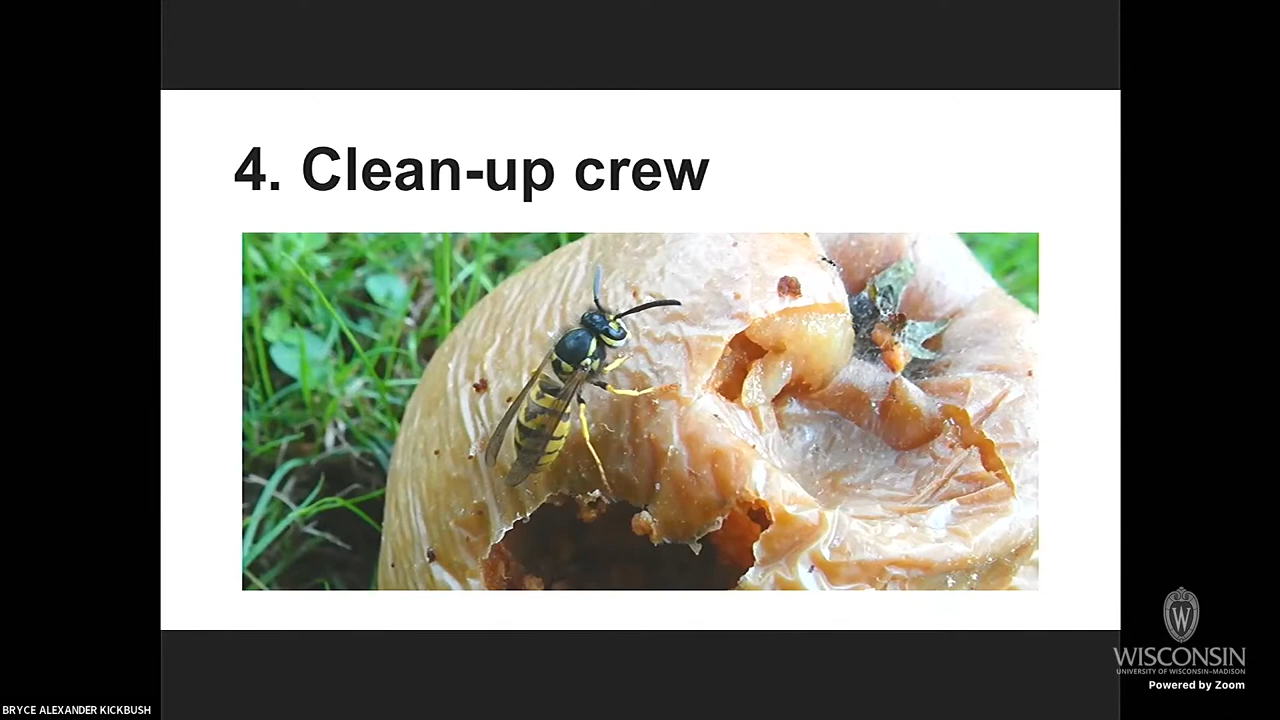 4. Clean-up crew
W
WISCONSIN
UNIVERSITY OF WISCONSIN–MADISON
Powered by Zoom
BRYCE ALEXANDER KICKBUSH